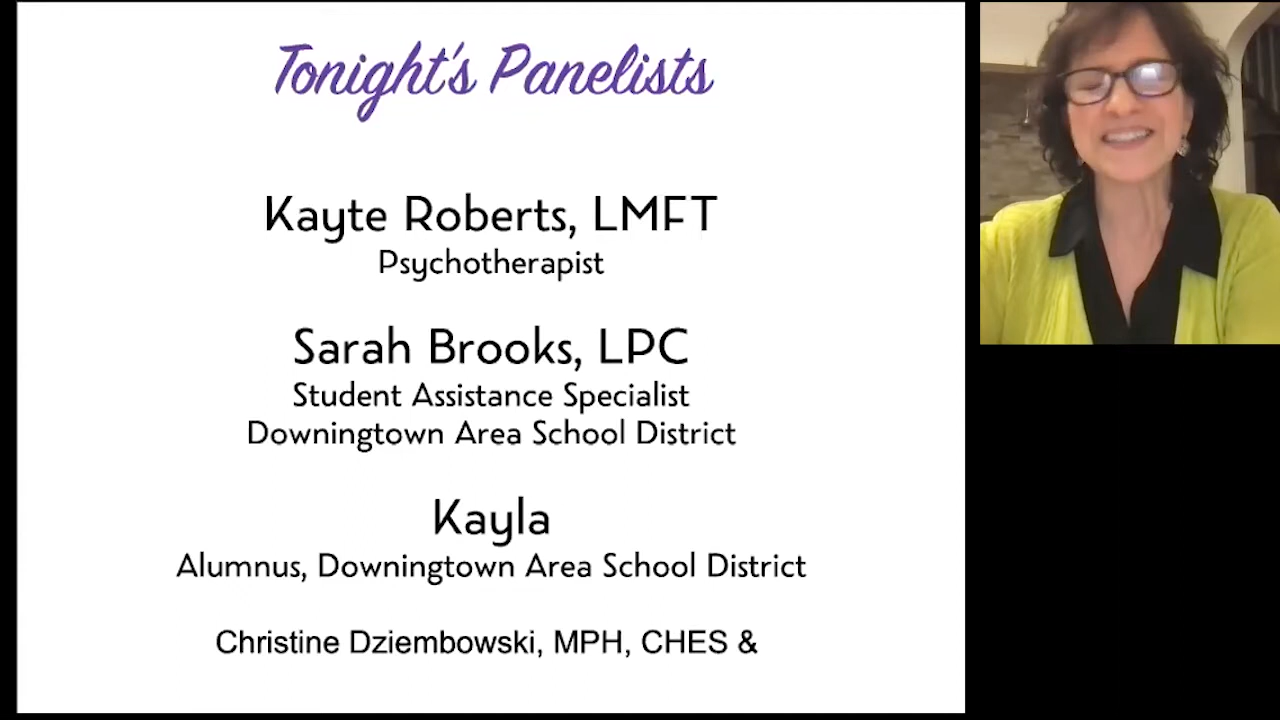 Tonight's Panelists
Kayte Roberts, LMFT
Psychotherapist
Sarah Brooks, LPC
Student Assistance Specialist
Downingtown Area School District
Kayla
Alumnus, Downingtown Area School District
Christine Dziembowski, MPH, CHES &